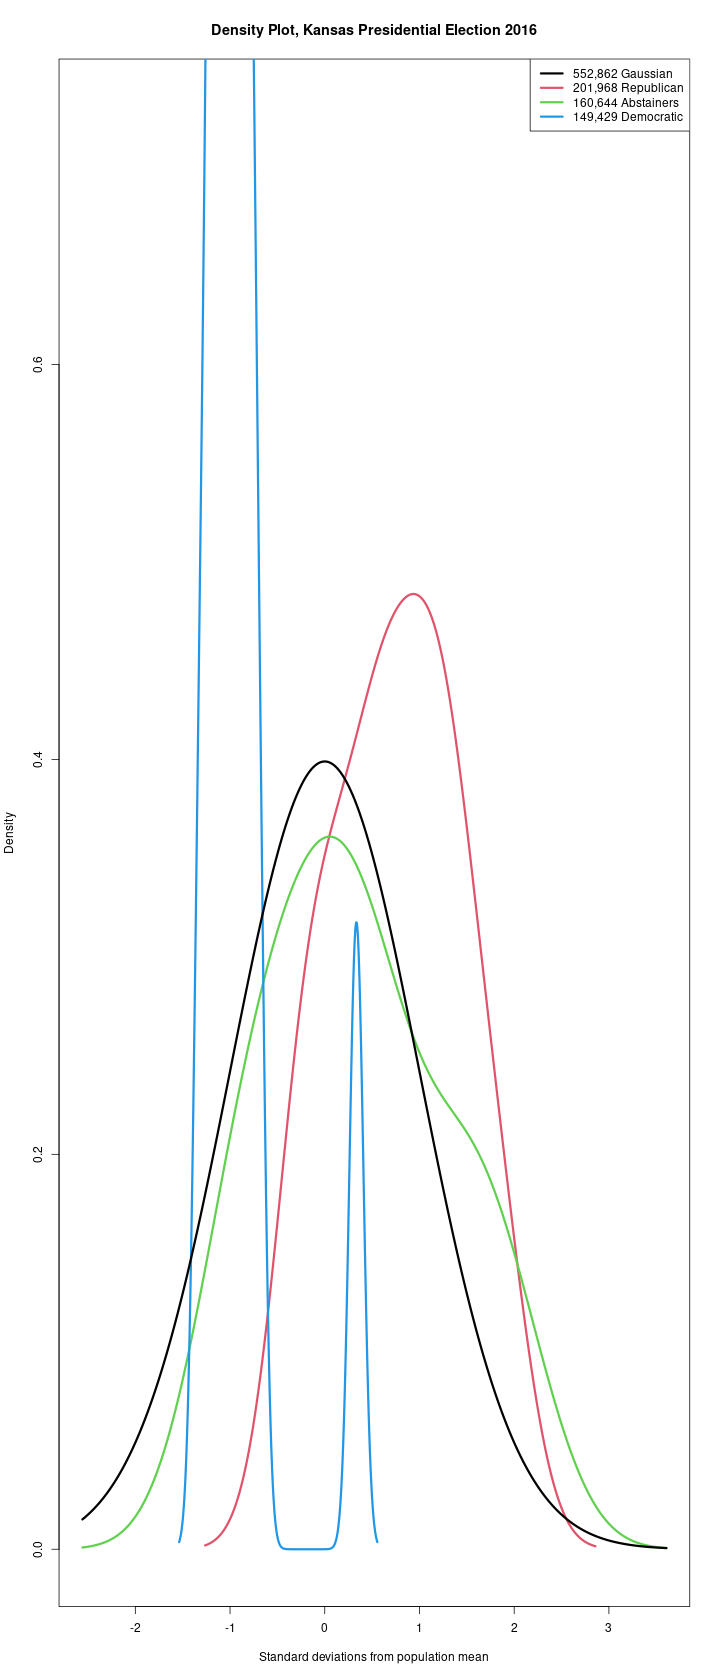 Density Plot, Kansas Presidential Election 2016
552,862 Gaussian
201,968 Republican
160,644 Abstainers
149,429 Democratic
0.6
0.4
Density
0.2
0.0
-2 -1 0 1 2 3
Standard deviations from population mean